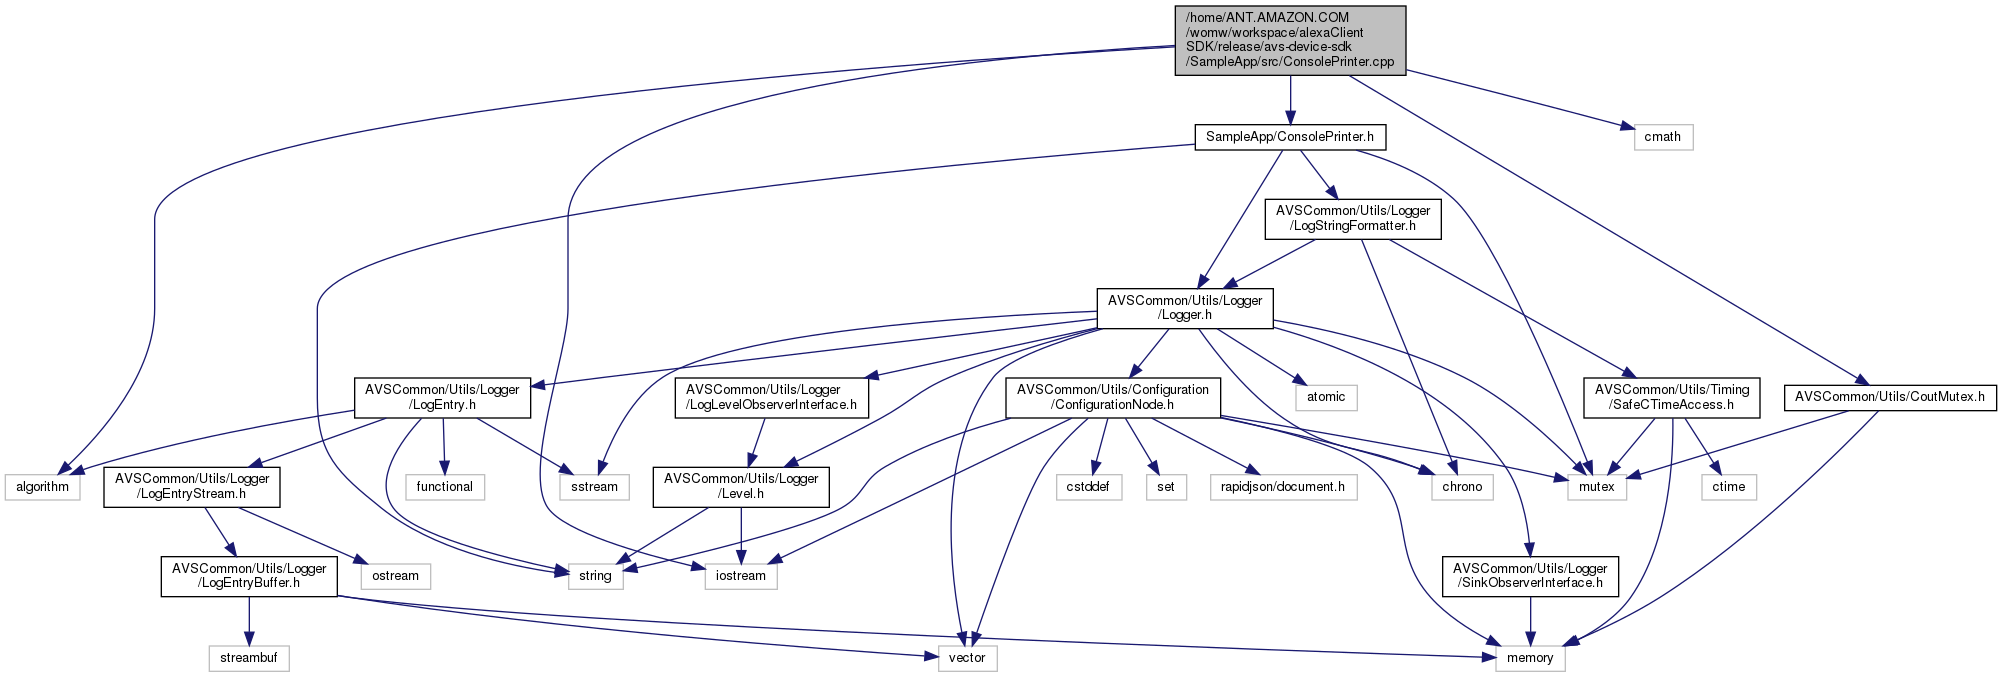 /home/ANT.AMAZON.COM
/womw/workspace/alexaClient
SDK/release/avs-device-sdk
/SampleApp/src/ConsolePrinter.cpp
SampleApp/ConsolePrinter.h
cmath
AVSCommon/Utils/Logger
/LogStringFormatter.h
AVSCommon/Utils/Logger
/Logger.h
AVSCommon/Utils/Logger
/LogEntry.h
AVSCommon/Utils/Logger
/LogLevelObserverInterface.h
AVSCommon/Utils/Configuration
/ConfigurationNode.h
atomic
AVSCommon/Utils/Timing
/SafeCTimeAccess.h
AVSCommon/Utils/CoutMutex.h
algorithm
AVSCommon/Utils/Logger
/LogEntryStream.h
functional
sstream
AVSCommon/Utils/Logger
/Level.h
cstddef
set
rapidjson/document.h
chrono
mutex
ctime
AVSCommon/Utils/Logger
/LogEntryBuffer.h
ostream
string
iostream
AVSCommon/Utils/Logger
/SinkObserverInterface.h
streambuf
vector
memory